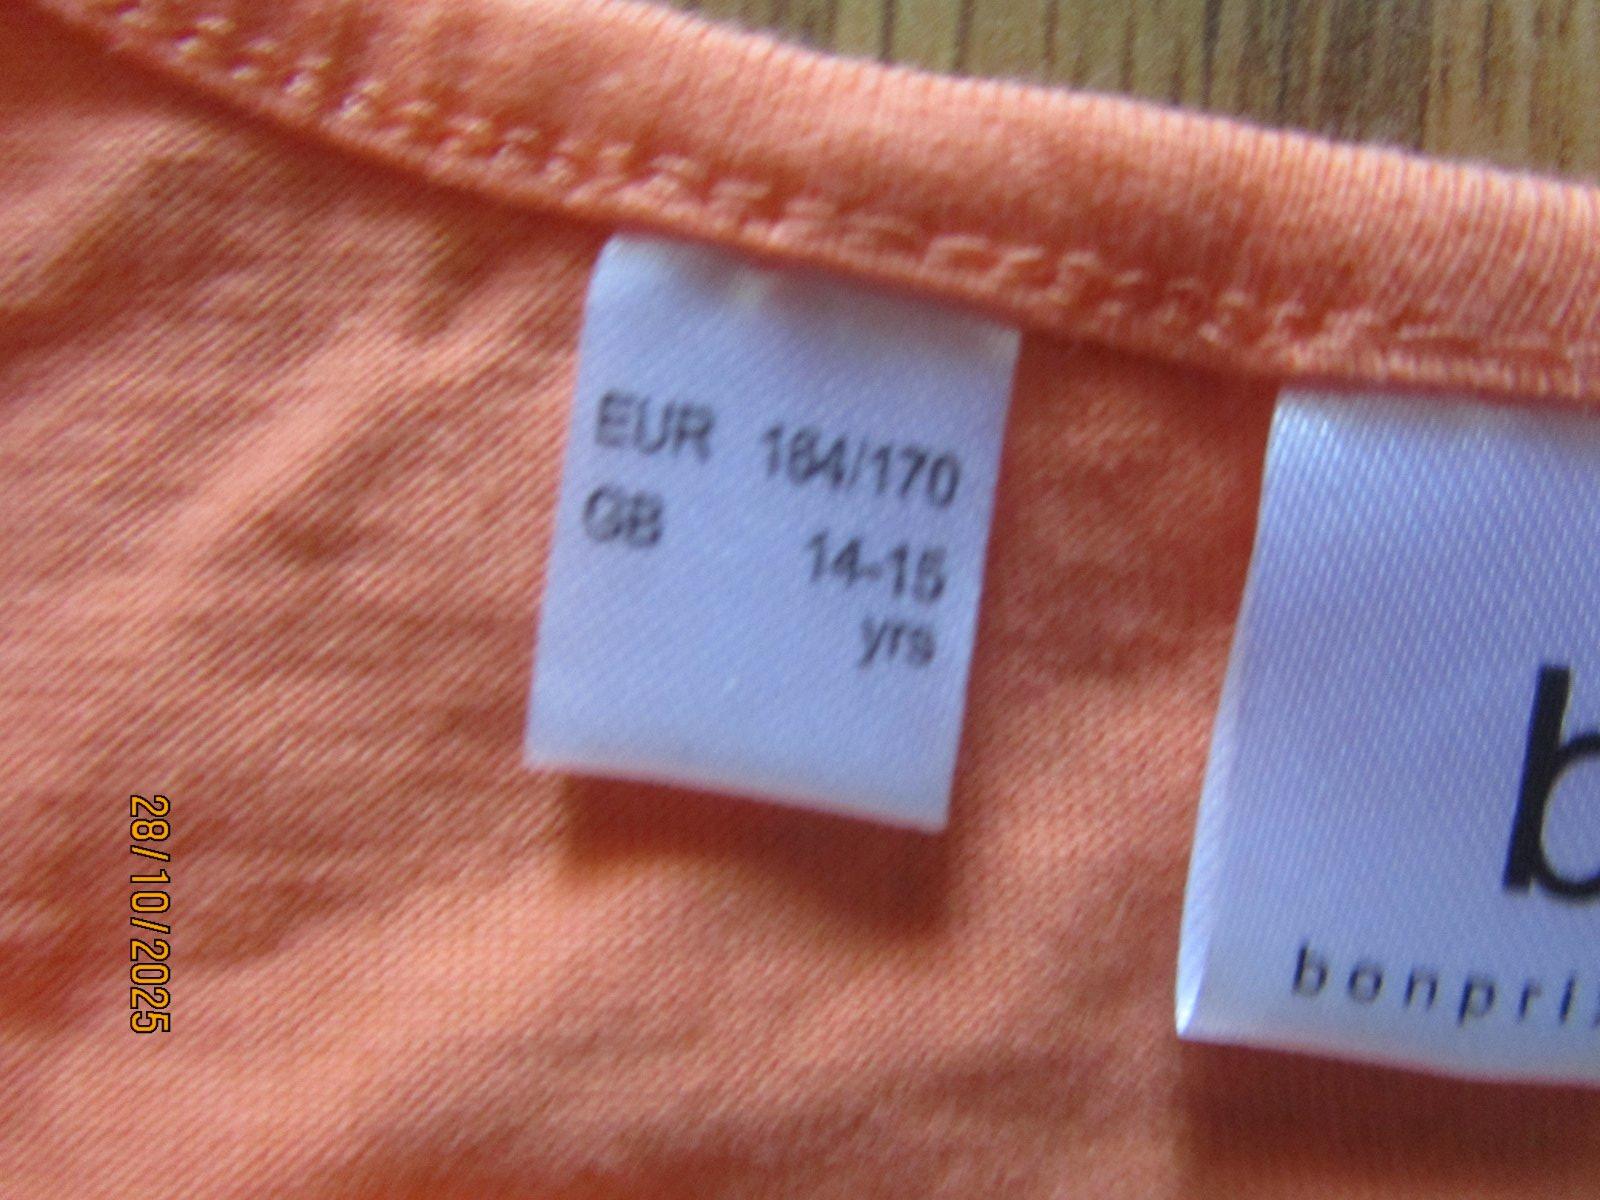 EUR 164/170
GB 14-15
yrs
b
bonpri
28/10/2025